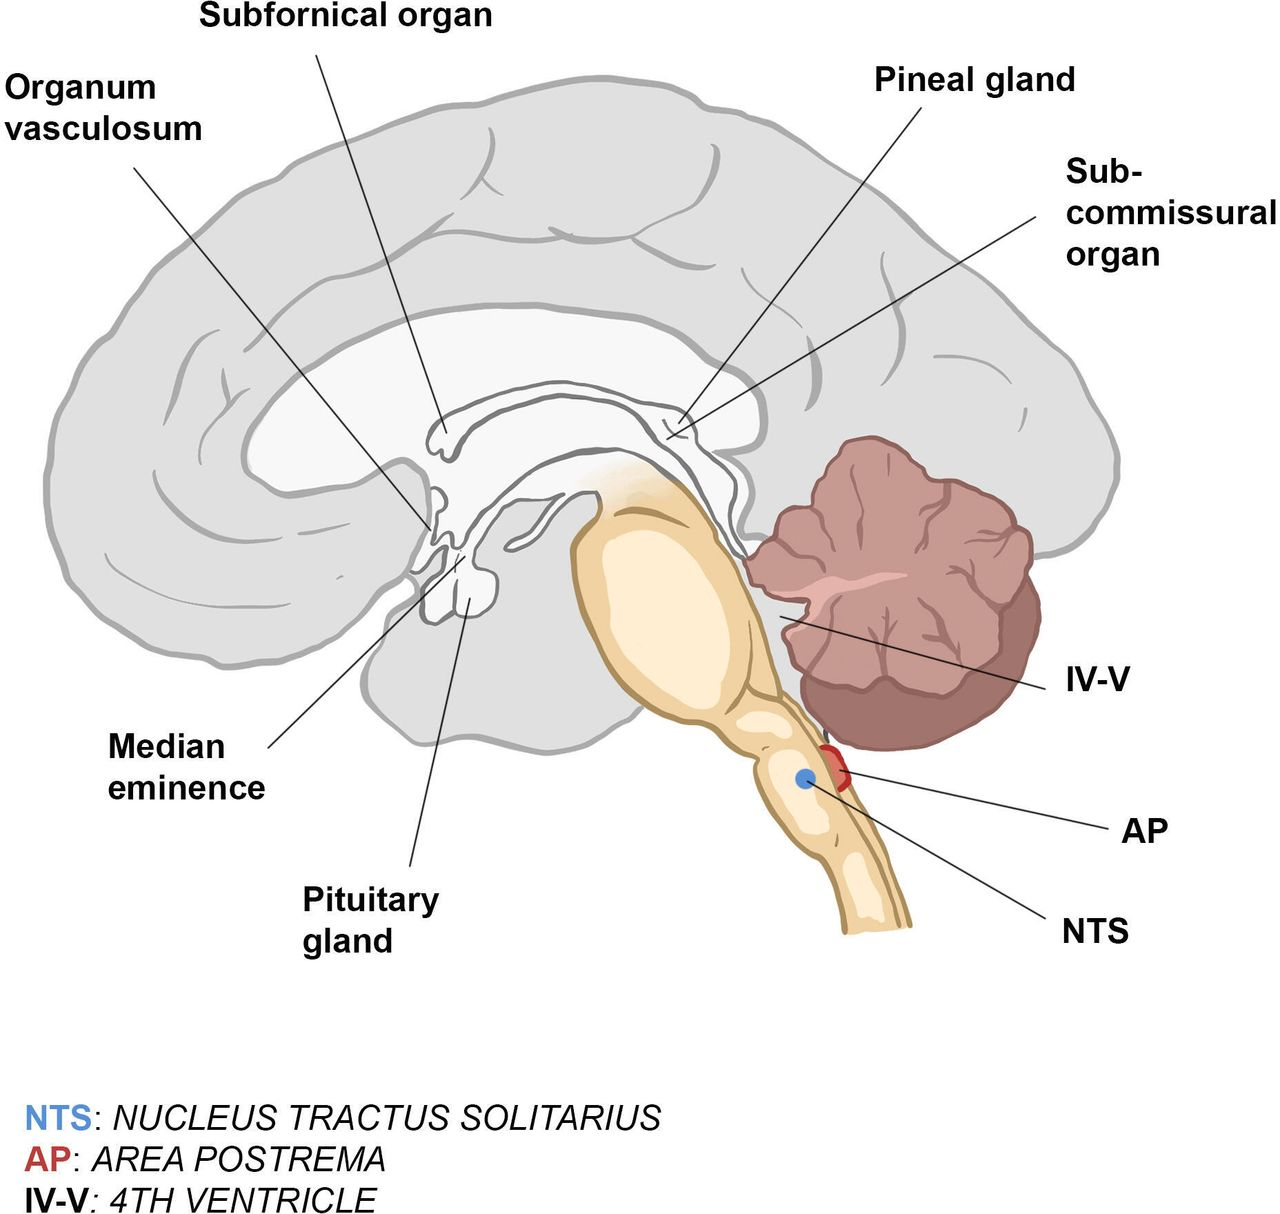 Subfornical organ
Organum
vasculosum
Pineal gland
Sub-
commissural
organ
IV-V
Median
eminence
AP
Pituitary
gland
NTS
NTS: NUCLEUS TRACTUS SOLITARIUS
AP: AREA POSTREMA
IV-V: 4TH VENTRICLE